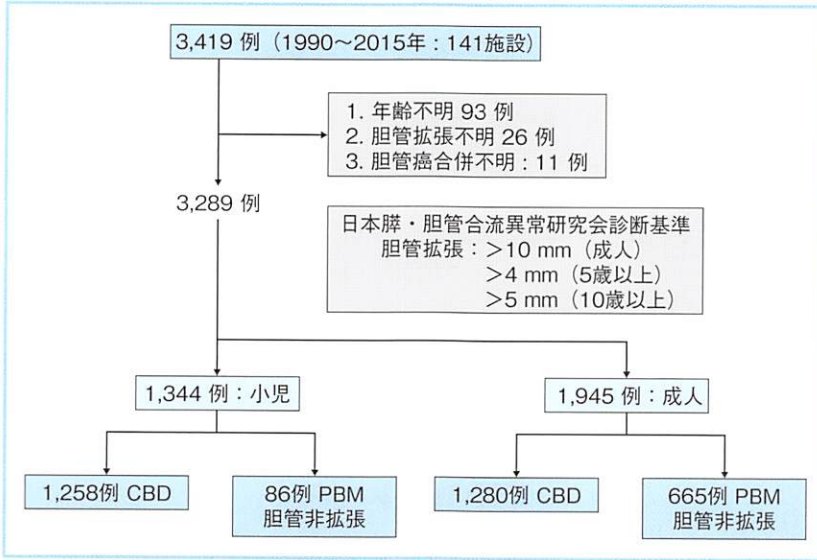 3,419 例（1990～2015年：141施設）
1. 年齢不明 93 例
2. 胆管拡張不明 26 例
3. 胆管癌合併不明：11 例
3,289 例
日本膵・胆管合流異常研究会診断基準
胆管拡張：＞10 mm（成人）
＞4 mm（5歳以上）
＞5 mm（10歳以上）
1,344 例：小児
1,945 例：成人
1,258例 CBD
86例 PBM
胆管非拡張
1,280例 CBD
665例 PBM
胆管非拡張